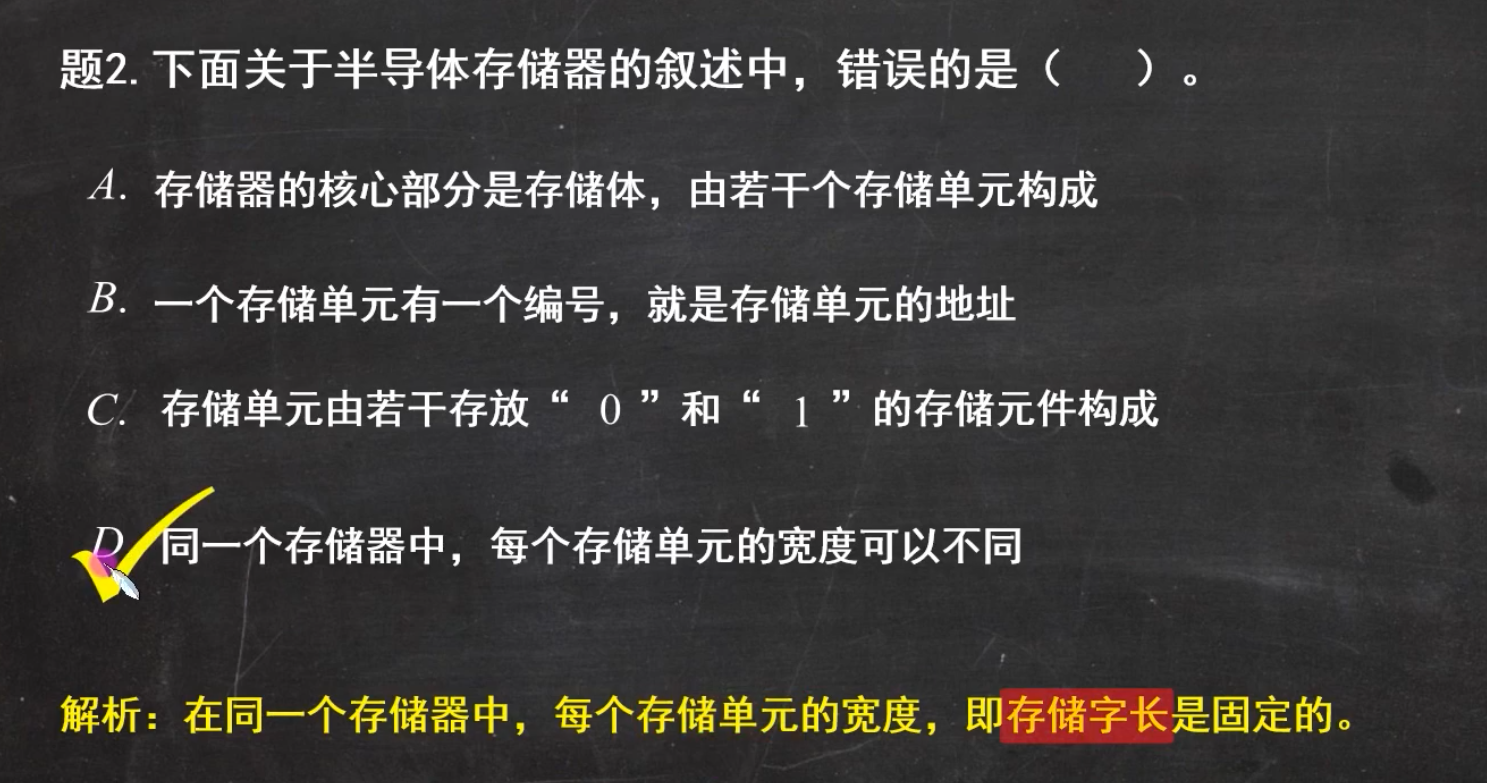 题2. 下面关于半导体存储器的叙述中，错误的是（　　）。
A. 存储器的核心部分是存储体，由若干个存储单元构成
B. 一个存储单元有一个编号，就是存储单元的地址
C. 存储单元由若干存放“ 0 ”和“ 1 ”的存储元件构成
D. 同一个存储器中，每个存储单元的宽度可以不同
解析：在同一个存储器中，每个存储单元的宽度，即存储字长是固定的。